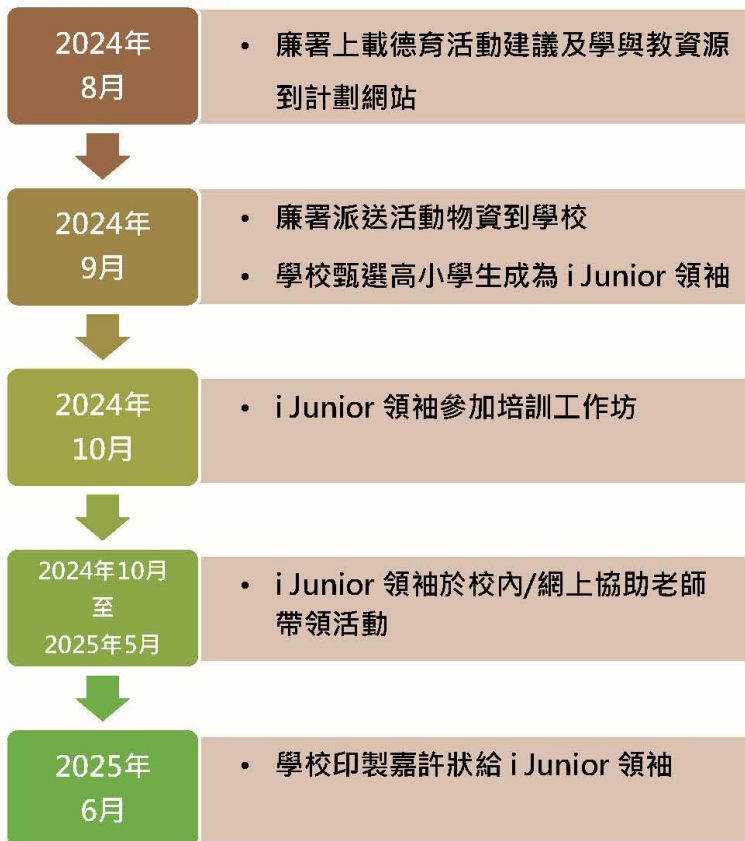 2024年
8月
• 廉署上載德育活動建議及學與教資源
到計劃網站
2024年
9月
• 廉署派送活動物資到學校
• 學校甄選高小學生成為 i Junior 領袖
2024年
10月
• i Junior 領袖參加培訓工作坊
2024年10月
至
2025年5月
• i Junior 領袖於校內/網上協助老師
帶領活動
2025年
6月
• 學校印製嘉許狀給 i Junior 領袖